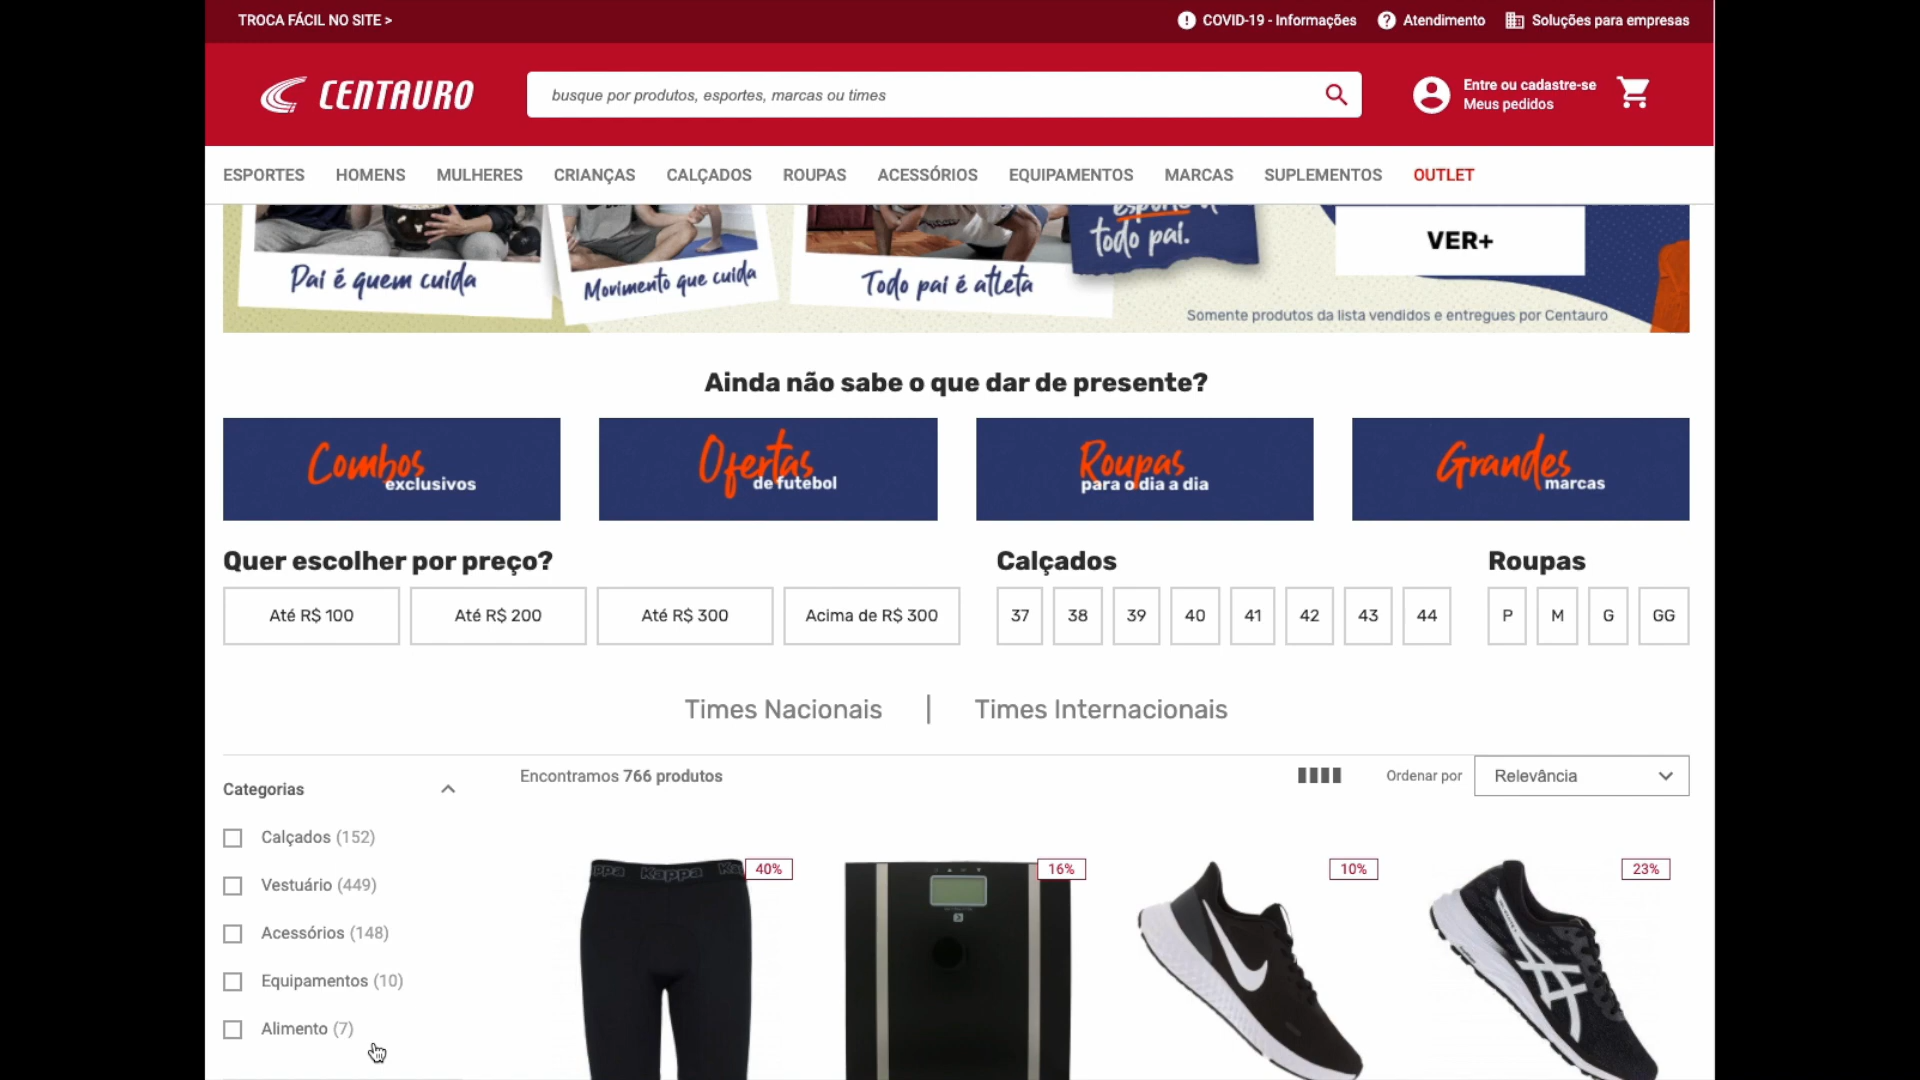 TROCA FÁCIL NO SITE >
COVID-19 - Informações
Atendimento
Soluções para empresas
CENTAURO
busque por produtos, esportes, marcas ou times
Entre ou cadastre-se
Meus pedidos
ESPORTES HOMENS MULHERES CRIANÇAS CALÇADOS ROUPAS ACESSÓRIOS EQUIPAMENTOS MARCAS SUPLEMENTOS OUTLET
todo pai.
VER+
Pai é quem cuida
Movimento que cuida
Todo pai é atleta
Somente produtos da lista vendidos e entregues por Centauro
Ainda não sabe o que dar de presente?
Combos
exclusivos
Ofertas
de futebol
Roupas
para o dia a dia
Grandes
marcas
Quer escolher por preço?
Até R$ 100
Até R$ 200
Até R$ 300
Acima de R$ 300
Calçados
37 38 39 40 41 42 43 44
Roupas
P M G GG
Times Nacionais | Times Internacionais
Encontramos 766 produtos
Ordenar por
Relevância
Categorias
Calçados (152)
Vestuário (449)
Acessórios (148)
Equipamentos (10)
Alimento (7)
40%
16%
10%
23%
Kappa